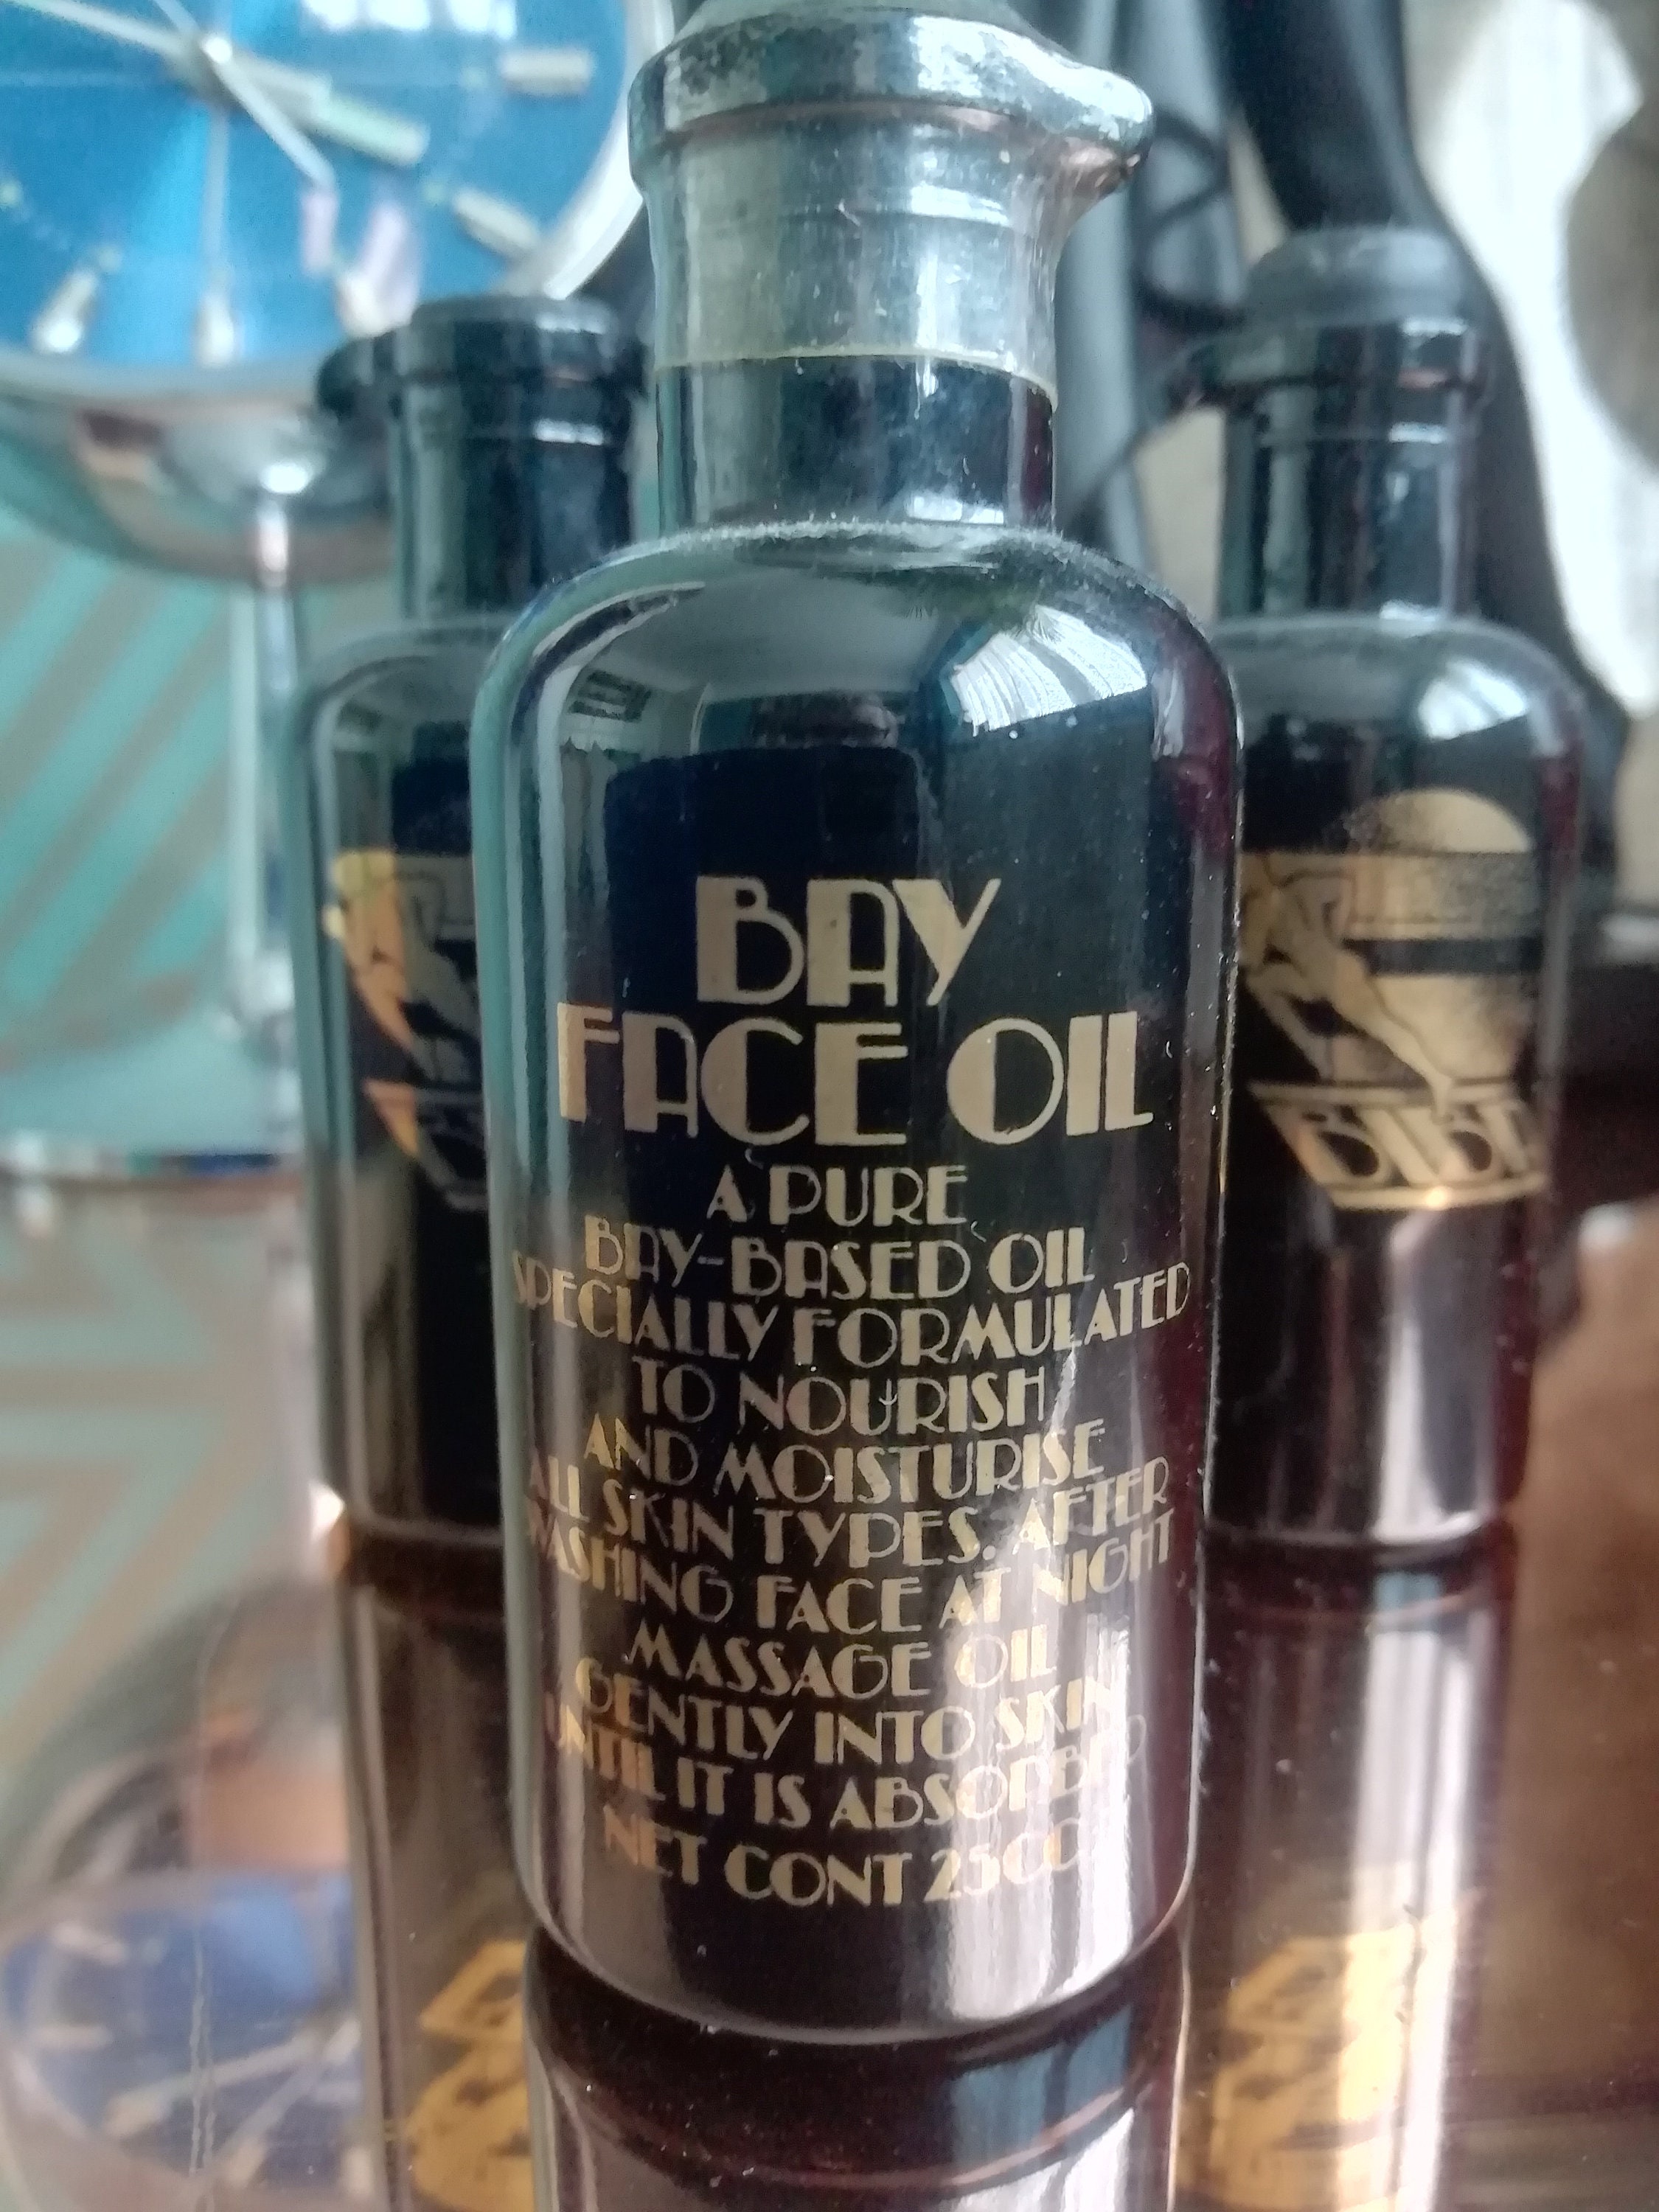 BAY
FACE OIL
A PURE
BAY-BASED OIL
SPECIALLY FORMULATED
TO NOURISH
AND MOISTURISE
ALL SKIN TYPES. AFTER
WASHING FACE AT NIGHT
MASSAGE OIL
GENTLY INTO SKIN
UNTIL IT IS ABSORBED
NET CONT 25CC